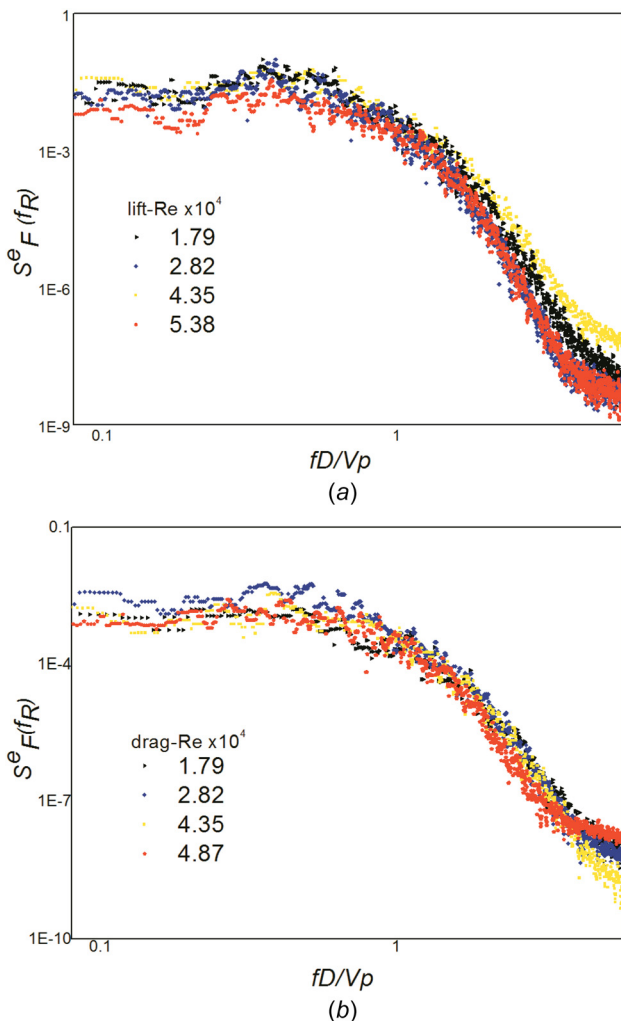 1
1E-3
1E-6
1E-9
S^e_F (f_R)
lift-Re x10^4
1.79
2.82
4.35
5.38
0.1
1
fD/Vp
(a)
0.1
1E-4
1E-7
1E-10
S^e_F(f_R)
drag-Re x10^4
1.79
2.82
4.35
4.87
0.1
1
fD/Vp
(b)